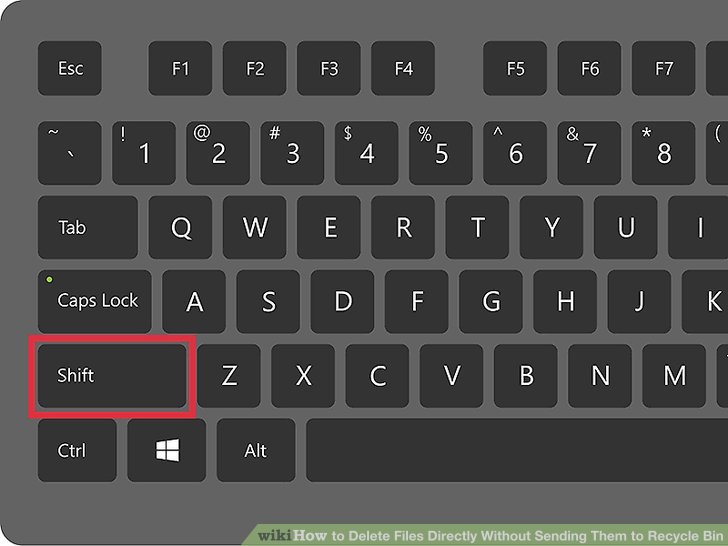 Esc F1 F2 F3 F4 F5 F6 F7
~ ` ! 1 @ 2 # 3 $ 4 % 5 ^ 6 & 7 * 8 (
Tab Q W E R T Y U I
Caps Lock A S D F G H J K
Shift Z X C V B N M
Ctrl Alt
wikiHow to Delete Files Directly Without Sending Them to Recycle Bin